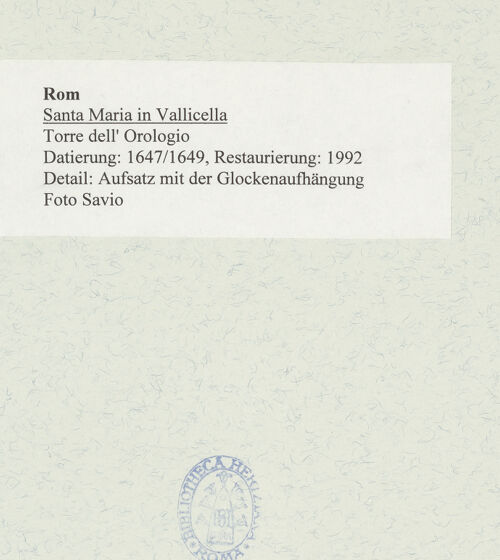 Rom
Santa Maria in Vallicella
Torre dell' Orologio
Datierung: 1647/1649, Restaurierung: 1992
Detail: Aufsatz mit der Glockenaufhängung
Foto Savio
BIBLIOTHECA
ROMA